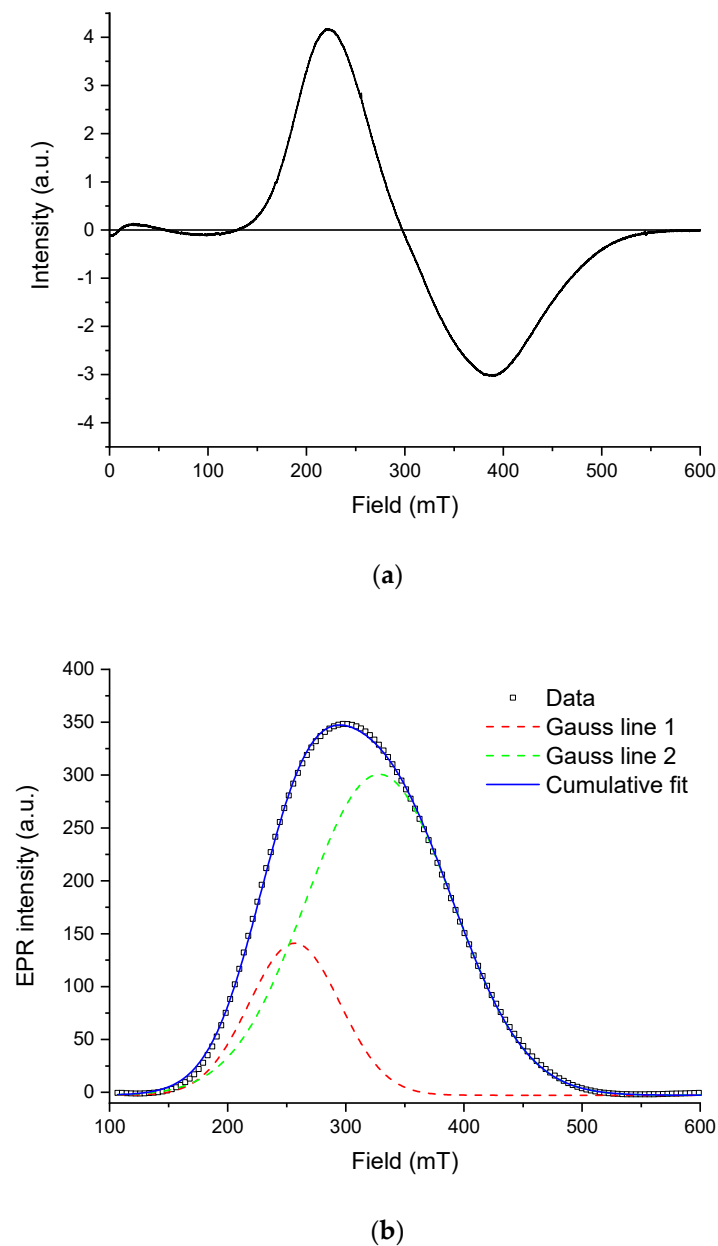 Intensity (a.u.)
4
3
2
1
0
-1
-2
-3
-4
0 100 200 300 400 500 600
Field (mT)
(a)
EPR intensity (a.u.)
400
350
300
250
200
150
100
50
0
Data
Gauss line 1
Gauss line 2
Cumulative fit
100 200 300 400 500 600
Field (mT)
(b)